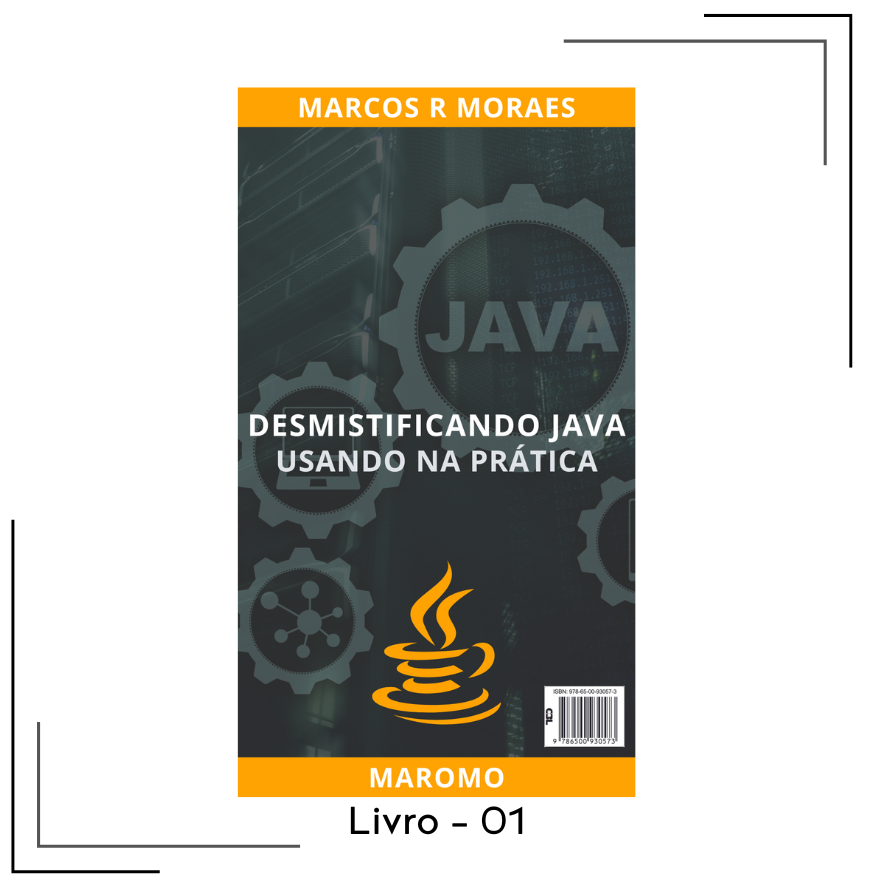 MARCOS R MORAES
JAVA
DESMISTIFICANDO JAVA
USANDO NA PRÁTICA
ISBN: 978-65-00-93057-3
CBL
9 786500 930573
MAROMO
Livro - 01